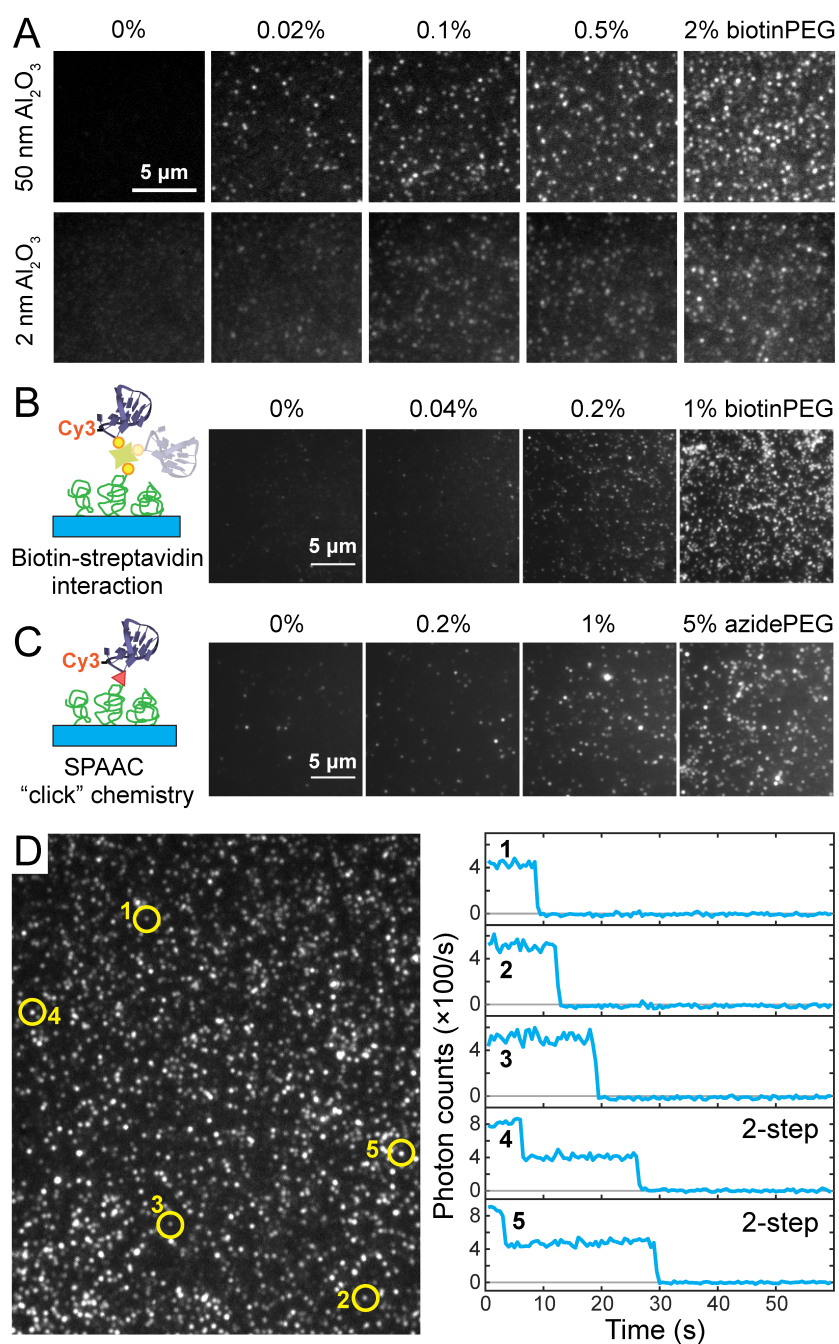 A
0% 0.02% 0.1% 0.5% 2% biotinPEG
50 nm Al₂O₃
5 µm
2 nm Al₂O₃
B
Cy3
Biotin-streptavidin
interaction
0% 0.04% 0.2% 1% biotinPEG
5 µm
C
Cy3
SPAAC
“click” chemistry
0% 0.2% 1% 5% azidePEG
5 µm
D
1
4
5
3
2
Photon counts (×100/s)
1
4
0
2
4
0
3
4
0
4
2-step
8
4
0
5
2-step
8
4
0
0 10 20 30 40 50
Time (s)